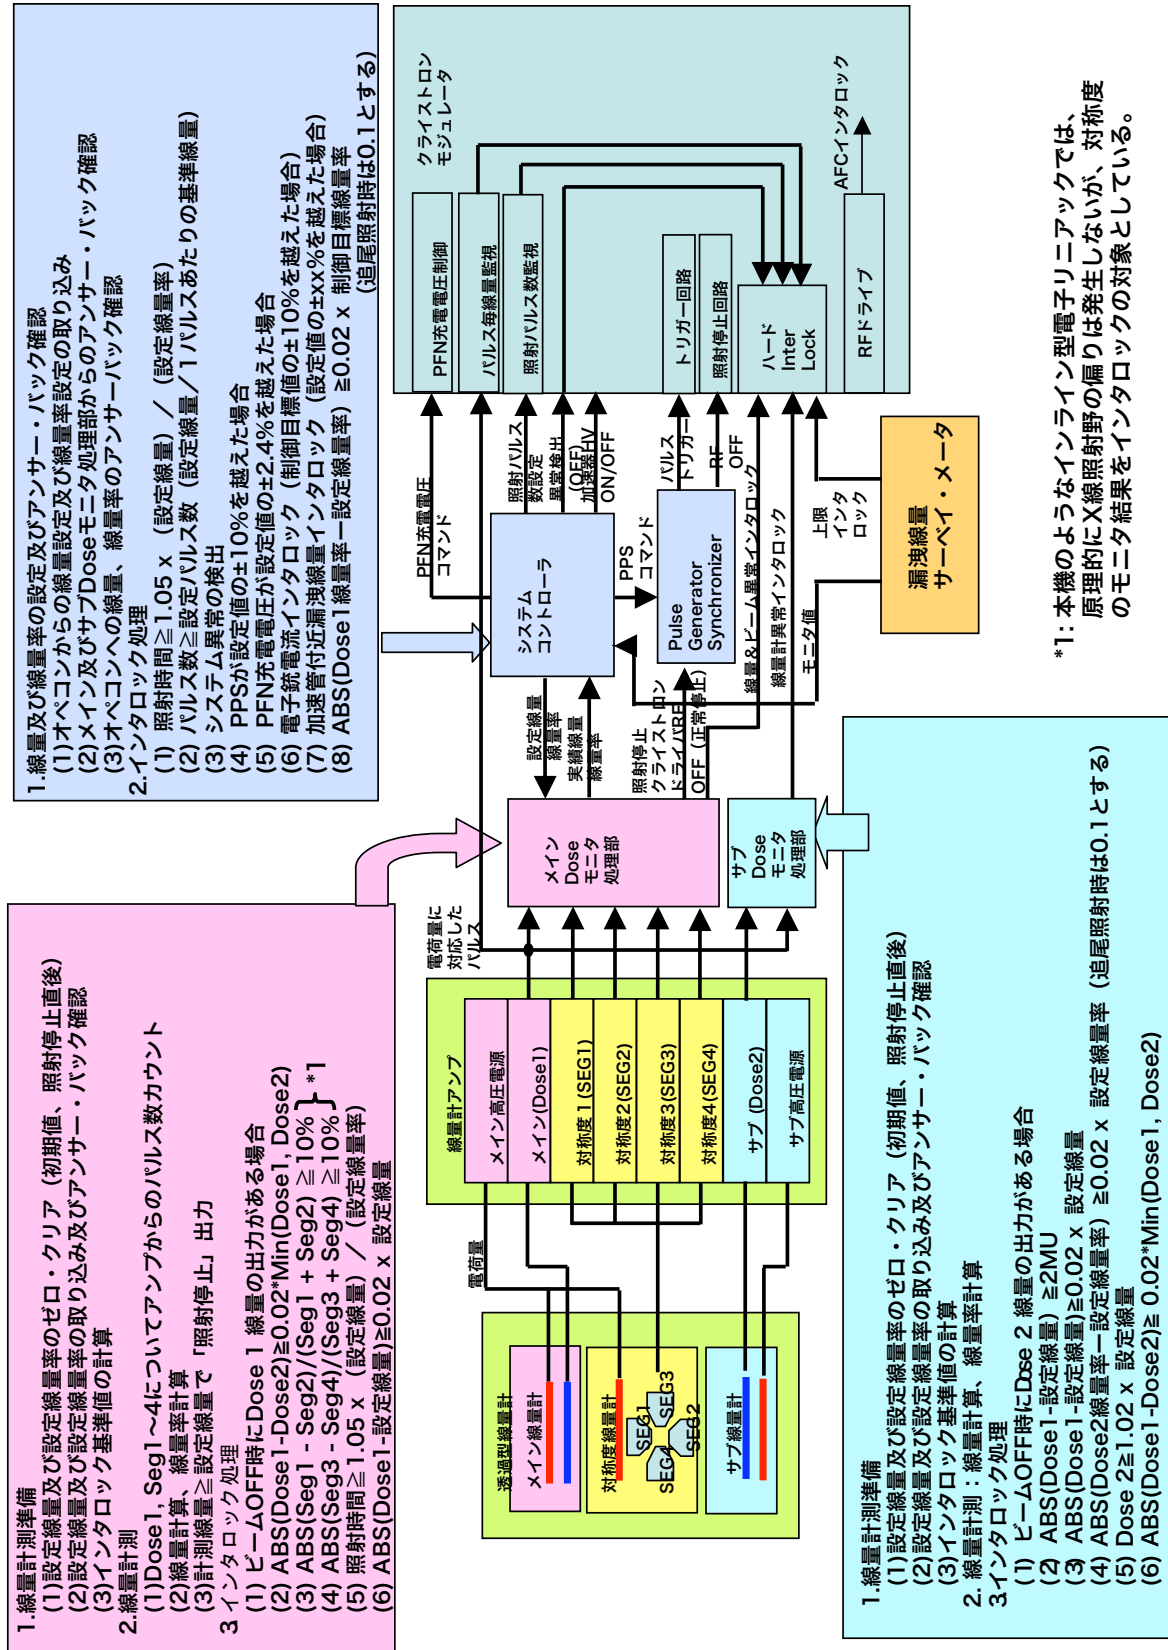 1.線量計測準備
(1)設定線量及び設定線量率のゼロ・クリア（初期値、照射停止直後）
(2)設定線量及び設定線量率の取り込み及びアンサー・バック確認
(3)インタロック基準値の計算
2.線量計測
(1)Dose1, Seg1~4についてアンプからのパルス数カウント
(2)線量計算、線量率計算
(3)計測線量≧設定線量で「照射停止」出力
3.インタロック処理
(1) ビームOFF時にDose 1 線量の出力がある場合
(2) ABS(Dose1-Dose2)≧0.02*Min(Dose1, Dose2)
(3) ABS(Seg1 - Seg2)/(Seg1 + Seg2) ≧10%
(4) ABS(Seg3 - Seg4)/(Seg3 + Seg4) ≧10%
*1
(5) 照射時間≧1.05 x （設定線量）／（設定線量率）
(6) ABS(Dose1-設定線量)≧0.02 x 設定線量
1.線量及び線量率の設定及びアンサー・バック確認
(1)オペコンからの線量設定及び線量率設定の取り込み
(2)メイン及びサブDoseモニタ処理部からのアンサー・バック確認
(3)オペコンへの線量、線量率のアンサーバック確認
2.インタロック処理
(1) 照射時間≧1.05 x （設定線量）／（設定線量率）
(2) パルス数≧設定パルス数（設定線量／1パルスあたりの基準線量）
(3) システム異常の検出
(4) PPSが設定値の±10%を越えた場合
(5) PFN充電電圧が設定値の±2.4%を越えた場合
(6) 電子銃電流インタロック（制御目標値の±10%を越えた場合）
(7) 加速管付近漏洩線量インタロック（設定値の±xx%を越えた場合）
(8) ABS(Dose1線量率ー設定線量率）≧0.02 x 制御目標線量率
（追尾照射時は0.1とする）
透過型線量計
メイン線量計
対称度線量計
SEG1
SEG2
SEG3
SEG4
サブ線量計
電荷量
線量計アンプ
メイン高圧電源
メイン(Dose1)
対称度1(SEG1)
対称度2(SEG2)
対称度3(SEG3)
対称度4(SEG4)
サブ(Dose2)
サブ高圧電源
電荷量に
対応した
パルス
メイン
Dose
モニタ
処理部
サブ
Dose
モニタ
処理部
設定線量
線量率
実績線量
線量率
照射停止
クライストロン
ドライバRF
OFF（正常停止）
システム
コントローラ
PPS
コマンド
Pulse
Generator
Synchronizer
線量&ビーム異常インタロック
線量計異常インタロック
モニタ値
PFN充電電圧
コマンド
照射パルス
数設定
異常検出
(OFF)
加速器HV
ON/OFF
パルス
トリガー
RF
OFF
上限
インタ
ロック
漏洩線量
サーベイ・メータ
クライストロン
モジュレータ
PFN充電電圧制御
パルス毎線量監視
照射パルス数監視
トリガー回路
照射停止回路
ハード
Inter
Lock
RFドライブ
AFCインタロック
*1: 本機のようなインライン型電子リニアックでは、
原理的にX線照射野の偏りは発生しないが、対称度
のモニタ結果をインタロックの対象としている。
1.線量計測準備
(1)設定線量及び設定線量率のゼロ・クリア（初期値、照射停止直後）
(2)設定線量及び設定線量率の取り込み及びアンサー・バック確認
(3)インタロック基準値の計算
2. 線量計測：線量計算、線量率計算
3.インタロック処理
(1) ビームOFF時にDose 2 線量の出力がある場合
(2) ABS(Dose1-設定線量) ≧2MU
(3) ABS(Dose1-設定線量)≧0.02 x 設定線量
(4) ABS(Dose2線量率ー設定線量率）≧0.02 x 設定線量率（追尾照射時は0.1とする）
(5) Dose 2≧1.02 x 設定線量
(6) ABS(Dose1-Dose2)≧ 0.02*Min(Dose1, Dose2)